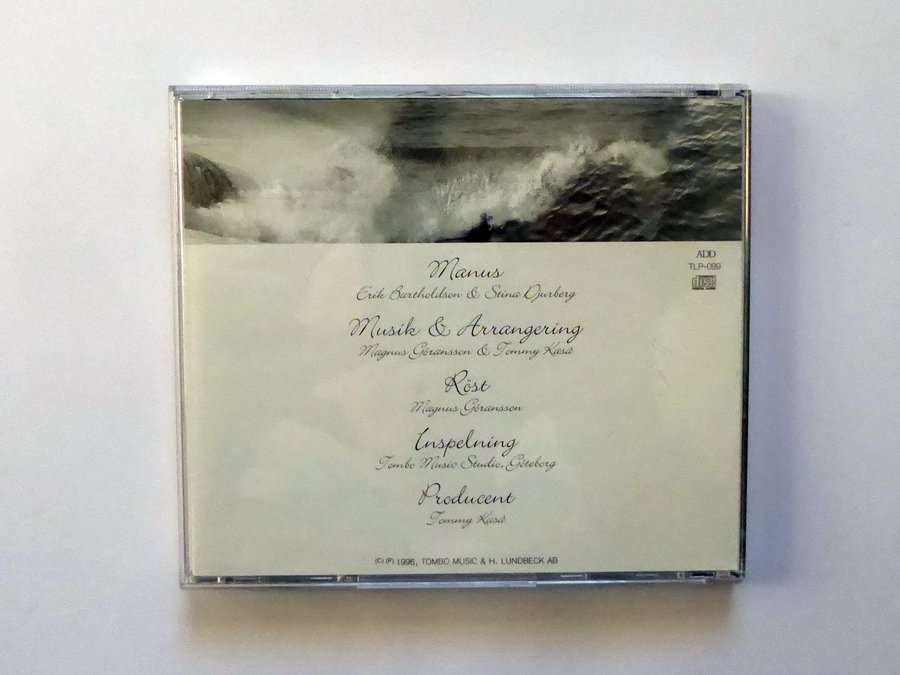 ADD
TLP-099
Manus
Erik Bartholdson & Stina Djurberg
Musik & Arrangering
Magnus Göransson & Tommy Kaså
Röst
Magnus Göransson
Inspelning
Tombo Music Studio, Göteborg
Producent
Tommy Kaså
(C) (P) 1996, TOMBO MUSIC & H. LUNDBECK AB